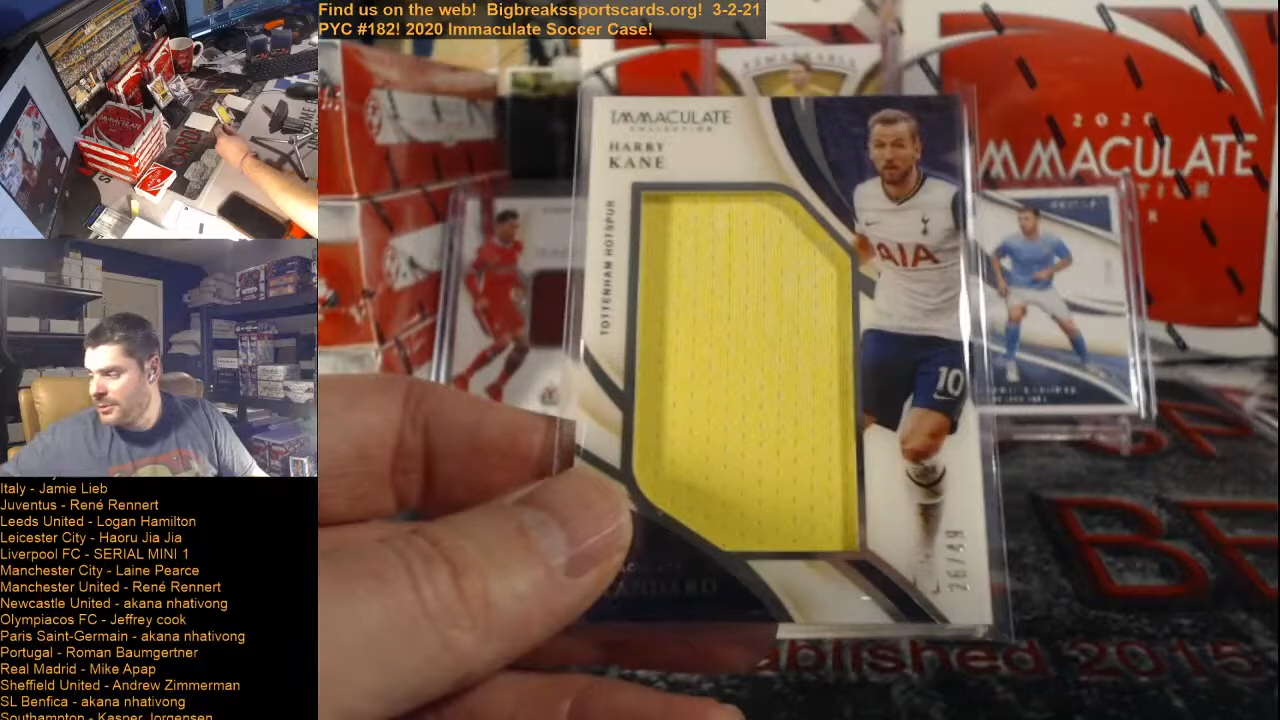 Find us on the web! Bigbreakssportscards.org! 3-2-21
PYC #182! 2020 Immaculate Soccer Case!
IMMACULATE
COLLECTION
HARRY
KANE
TOTTENHAM HOTSPUR
AIA
10
26/49
2020
IMMACULATE
BE
ablished 2015
Italy - Jamie Lieb
Juventus - René Rennert
Leeds United - Logan Hamilton
Leicester City - Haoru Jia Jia
Liverpool FC - SERIAL MINI 1
Manchester City - Laine Pearce
Manchester United - René Rennert
Newcastle United - akana nhativong
Olympiacos FC - Jeffrey cook
Paris Saint-Germain - akana nhativong
Portugal - Roman Baumgertner
Real Madrid - Mike Apap
Sheffield United - Andrew Zimmerman
SL Benfica - akana nhativong
Southampton - Kasper Jorgensen